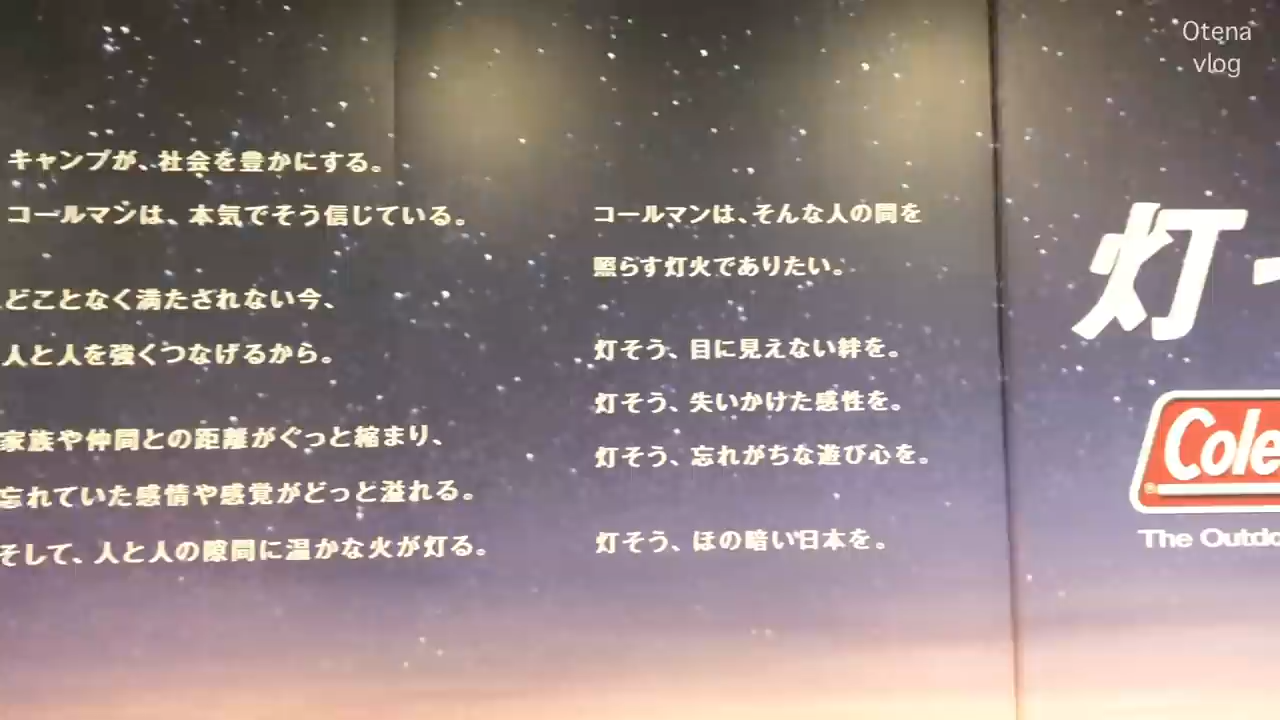 Otena
vlog
キャンプが、社会を豊かにする。
コールマンは、本気でそう信じている。
どことなく満たされない今、
人と人を強くつなげるから。
家族や仲間との距離がぐっと縮まり、
忘れていた感情や感覚がどっと溢れる。
そして、人と人の隙間に温かな火が灯る。
コールマンは、そんな人の間を
照らす灯火でありたい。
灯そう、目に見えない絆を。
灯そう、失いかけた感性を。
灯そう、忘れがちな遊び心を。
灯そう、ほの暗い日本を。
灯
Cole
The Outdo